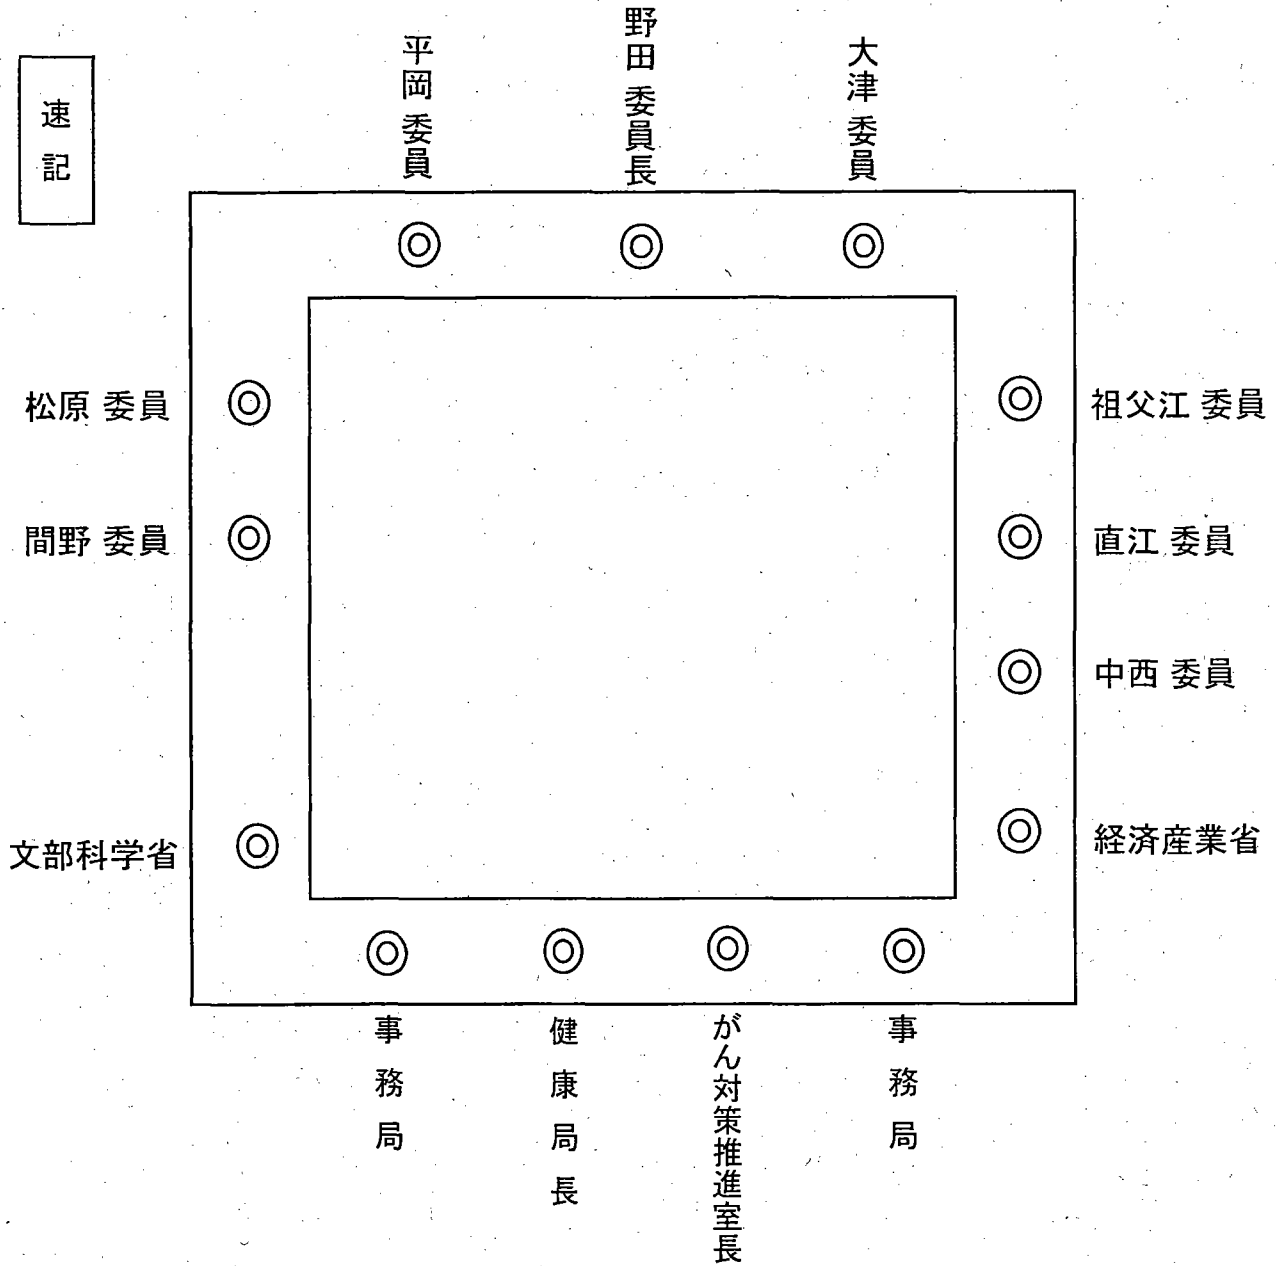 速記
平岡 委員
野田 委員長
大津 委員
松原 委員
間野 委員
文部科学省
祖父江 委員
直江 委員
中西 委員
経済産業省
事務局
健康局長
がん対策推進室長
事務局